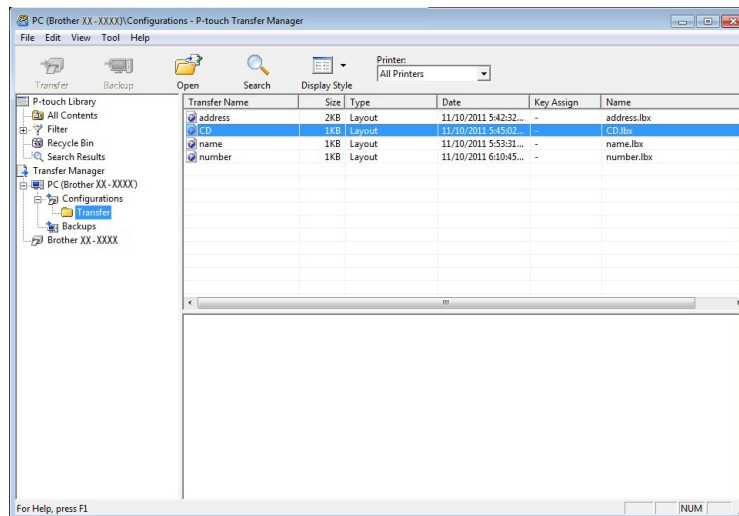 PC (Brother XX-XXXX)\Configurations - P-touch Transfer Manager
File Edit View Tool Help
Transfer Backup Open Search Display Style Printer:
All Printers
P-touch Library
All Contents
Filter
Recycle Bin
Search Results
Transfer Manager
PC (Brother XX-XXXX)
Configurations
Transfer
Backups
Brother XX-XXXX
Transfer Name Size Type Date Key Assign Name
address 2KB Layout 11/10/2011 5:42:32... - address.lbx
CD 1KB Layout 11/10/2011 5:45:02... - CD.lbx
name 1KB Layout 11/10/2011 5:53:31... - name.lbx
number 1KB Layout 11/10/2011 6:10:45... - number.lbx
For Help, press F1
NUM